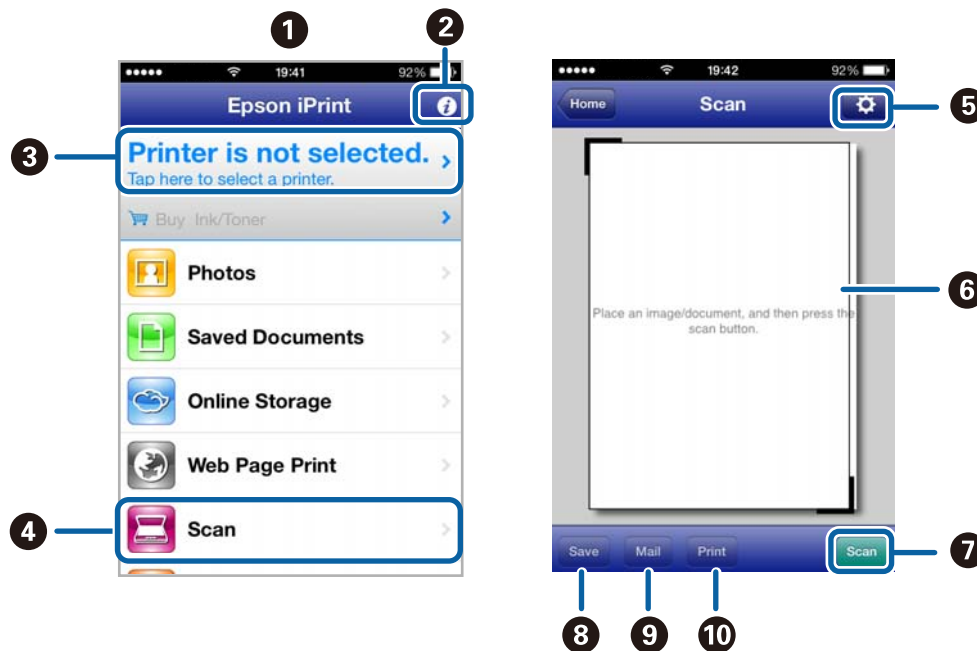 1
2
19:41
92%
Epson iPrint
3
Printer is not selected.
Tap here to select a printer.
Buy Ink/Toner
Photos
Saved Documents
Online Storage
Web Page Print
4
Scan
19:42
92%
Home
Scan
5
6
Place an image/document, and then press the
scan button.
Save
Mail
Print
Scan
7
8
9
10